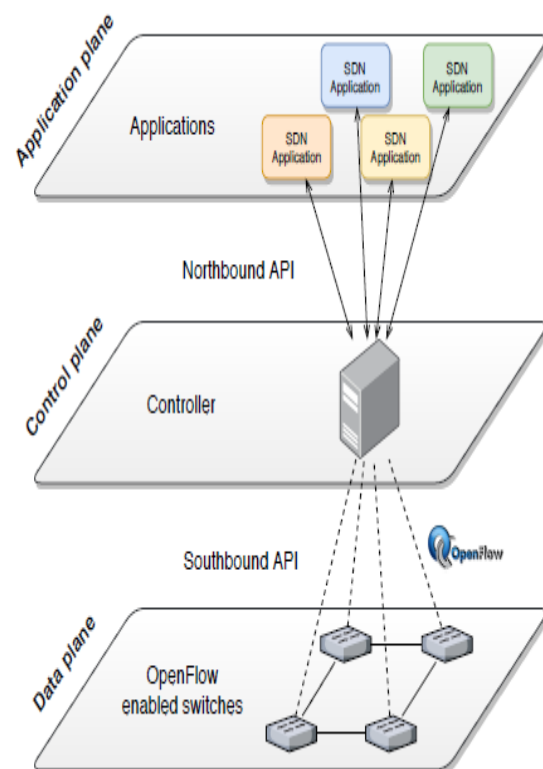 Application plane
SDN
Application
SDN
Application
Applications
SDN
Application
SDN
Application
Northbound API
Control plane
Controller
Southbound API
OpenFlow
Data plane
OpenFlow
enabled switches